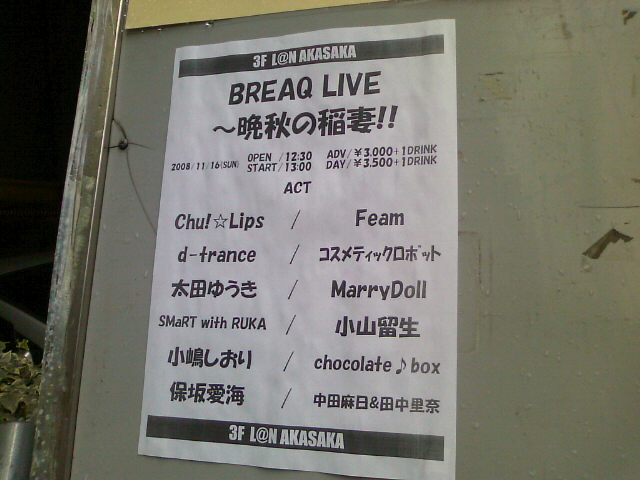 3F L@N AKASAKA
BREAQ LIVE
～晩秋の稲妻!!
2008/11/16(SUN) OPEN /12:30 ADV/￥3,000+1DRINK
START/13:00 DAY/￥3,500+1DRINK
ACT
Chu!☆Lips / Feam
d-trance / コスメティックロボット
太田ゆうき / MarryDoll
SMaRT with RUKA / 小山留生
小嶋しおり / chocolate♪box
保坂愛海 / 中田麻日&田中里奈
3F L@N AKASAKA